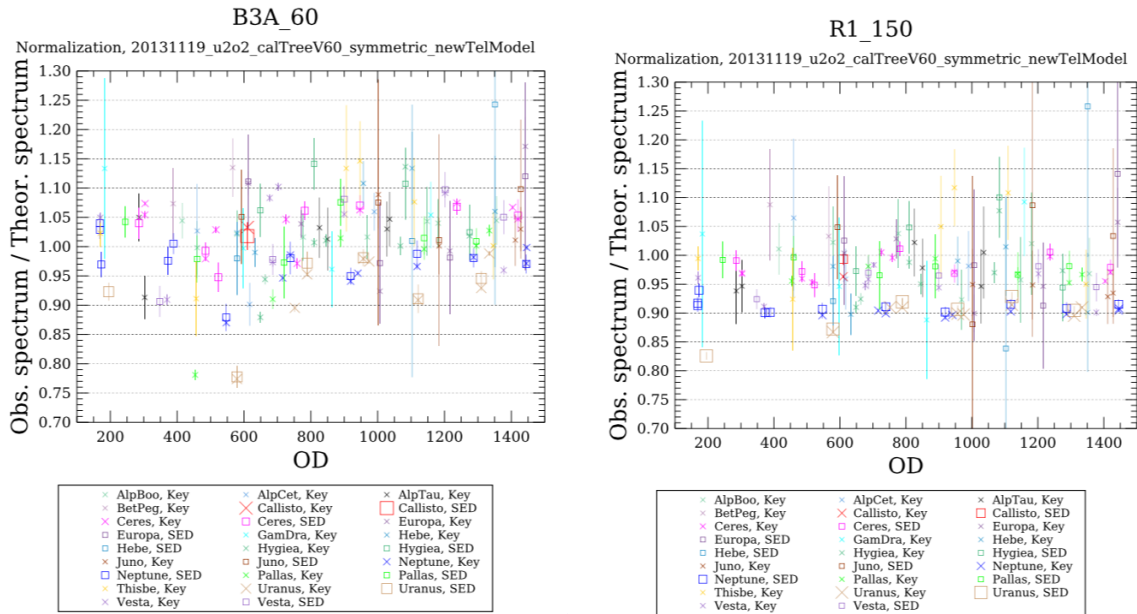 B3A_60
Normalization, 20131119_u2o2_calTreeV60_symmetric_newTelModel
Obs. spectrum / Theor. spectrum
1.30
1.25
1.20
1.15
1.10
1.05
1.00
0.95
0.90
0.85
0.80
0.75
0.70
200 400 600 800 1000 1200 1400
OD
AlpBoo, Key AlpCet, Key AlpTau, Key
BetPeg, Key Callisto, Key Callisto, SED
Ceres, Key Ceres, SED Europa, Key
Europa, SED GamDra, Key Hebe, Key
Hebe, SED Hygiea, Key Hygiea, SED
Juno, Key Juno, SED Neptune, Key
Neptune, SED Pallas, Key Pallas, SED
Thisbe, Key Uranus, Key Uranus, SED
Vesta, Key Vesta, SED
R1_150
Normalization, 20131119_u2o2_calTreeV60_symmetric_newTelModel
Obs. spectrum / Theor. spectrum
1.30
1.25
1.20
1.15
1.10
1.05
1.00
0.95
0.90
0.85
0.80
0.75
0.70
200 400 600 800 1000 1200 1400
OD
AlpBoo, Key AlpCet, Key AlpTau, Key
BetPeg, Key Callisto, Key Callisto, SED
Ceres, Key Ceres, SED Europa, Key
Europa, SED GamDra, Key Hebe, Key
Hebe, SED Hygiea, Key Hygiea, SED
Juno, Key Juno, SED Neptune, Key
Neptune, SED Pallas, Key Pallas, SED
Thisbe, Key Uranus, Key Uranus, SED
Vesta, Key Vesta, SED